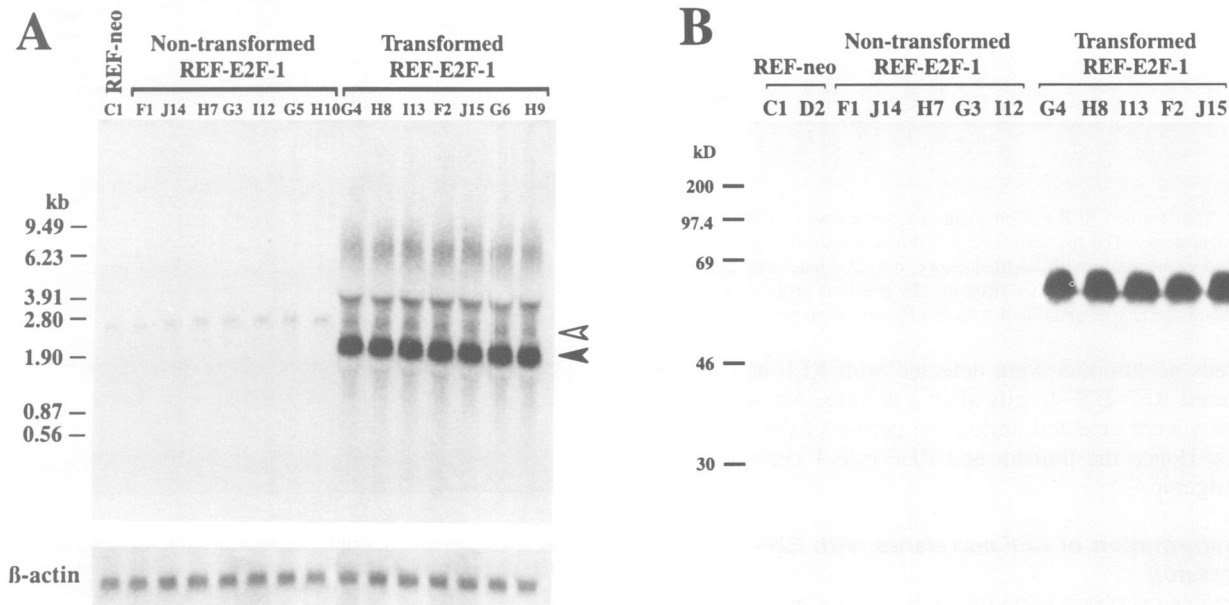 A
REF-neo
Non-transformed
REF-E2F-1
Transformed
REF-E2F-1
C1 F1 J14 H7 G3 I12 G5 H10 G4 H8 I13 F2 J15 G6 H9
kb
9.49
6.23
3.91
2.80
1.90
0.87
0.56
ß-actin
B
REF-neo
Non-transformed
REF-E2F-1
Transformed
REF-E2F-1
C1 D2 F1 J14 H7 G3 I12 G4 H8 I13 F2 J15
kD
200
97.4
69
46
30